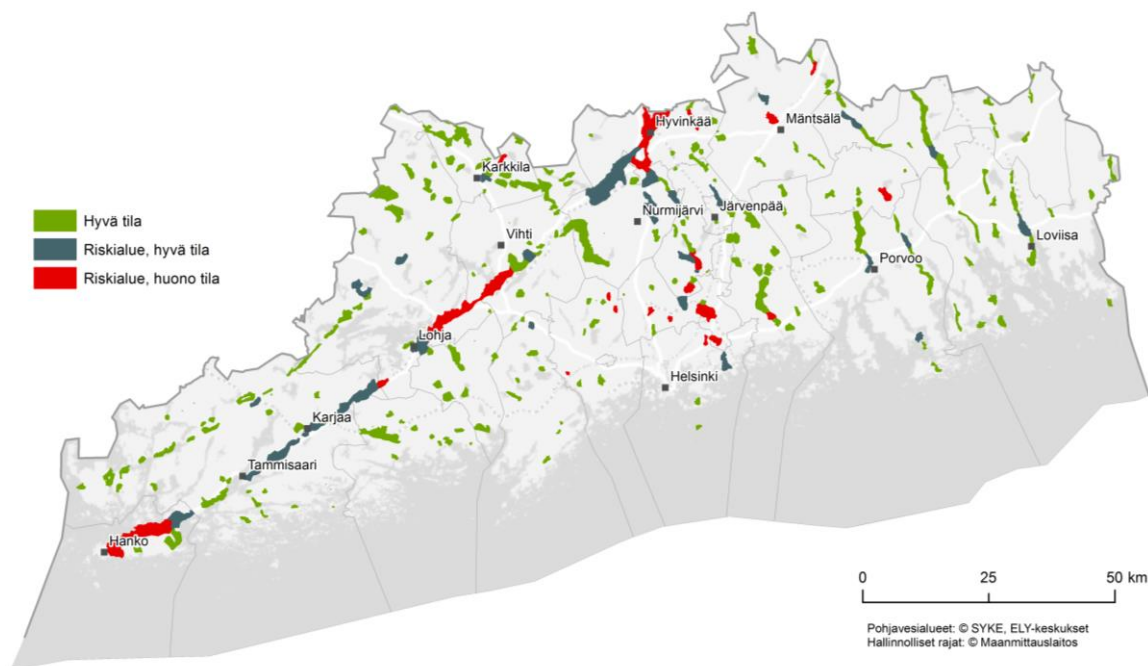 Hyvä tila
Riskialue, hyvä tila
Riskialue, huono tila
Hyvinkää
Mäntsälä
Karkkila
Nurmijärvi
Järvenpää
Vihti
Loviisa
Porvoo
Lohja
Helsinki
Karjaa
Tammisaari
Hanko
0 25 50 km
Pohjavesialueet: © SYKE, ELY-keskukset
Hallinnolliset rajat: © Maanmittauslaitos